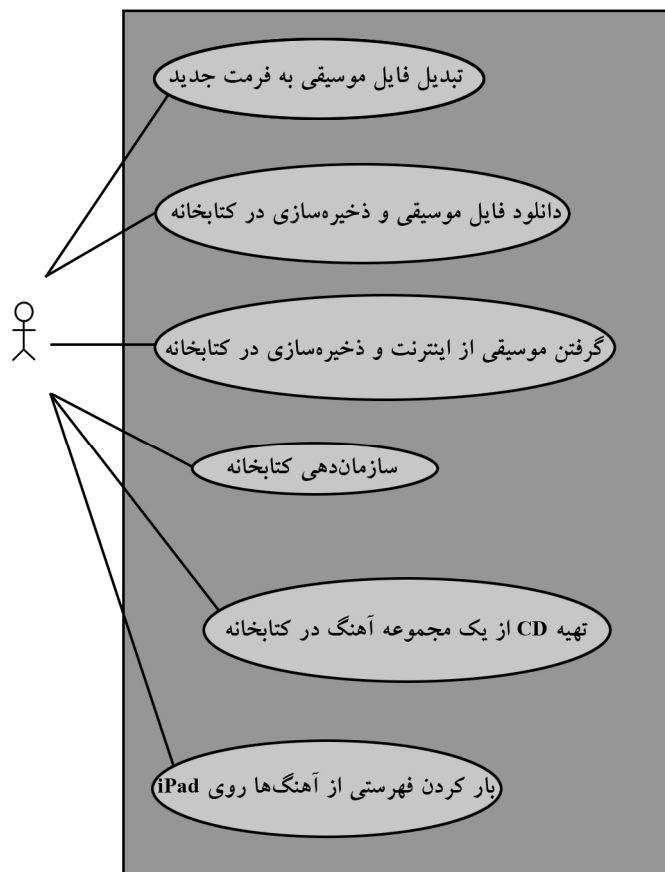 تبدیل فایل موسیقی به فرمت جدید
دانلود فایل موسیقی و ذخیره‌سازی در کتابخانه
گرفتن موسیقی از اینترنت و ذخیره‌سازی در کتابخانه
سازمان‌دهی کتابخانه
تهیه CD از یک مجموعه آهنگ در کتابخانه
بار کردن فهرستی از آهنگ‌ها روی iPad